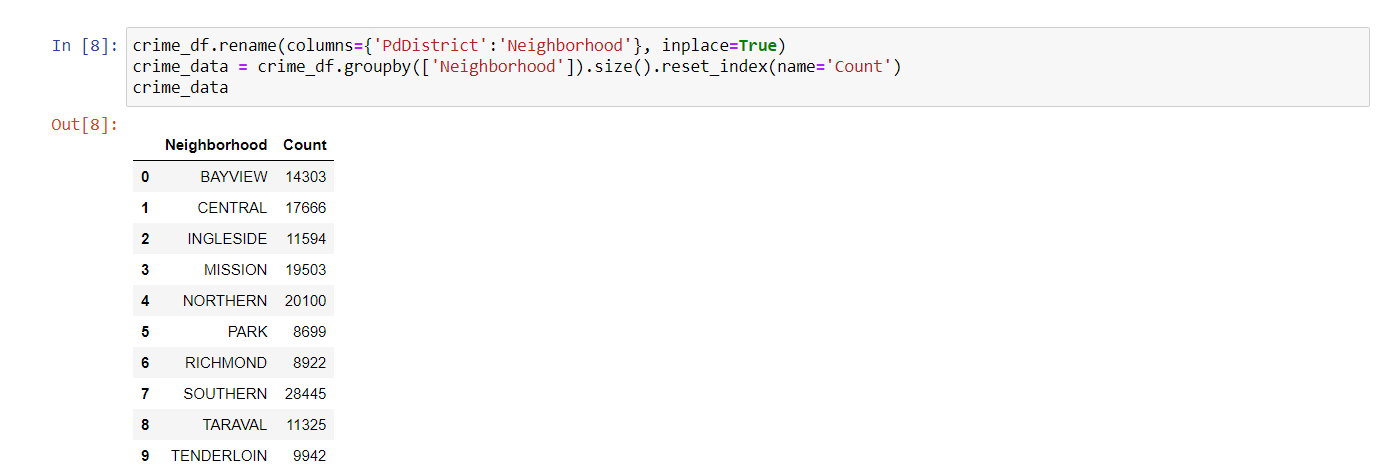 In [8]: crime_df.rename(columns={'PdDistrict':'Neighborhood'}, inplace=True)
crime_data = crime_df.groupby(['Neighborhood']).size().reset_index(name='Count')
crime_data
Out[8]:
Neighborhood Count
0 BAYVIEW 14303
1 CENTRAL 17666
2 INGLESIDE 11594
3 MISSION 19503
4 NORTHERN 20100
5 PARK 8699
6 RICHMOND 8922
7 SOUTHERN 28445
8 TARAVAL 11325
9 TENDERLOIN 9942